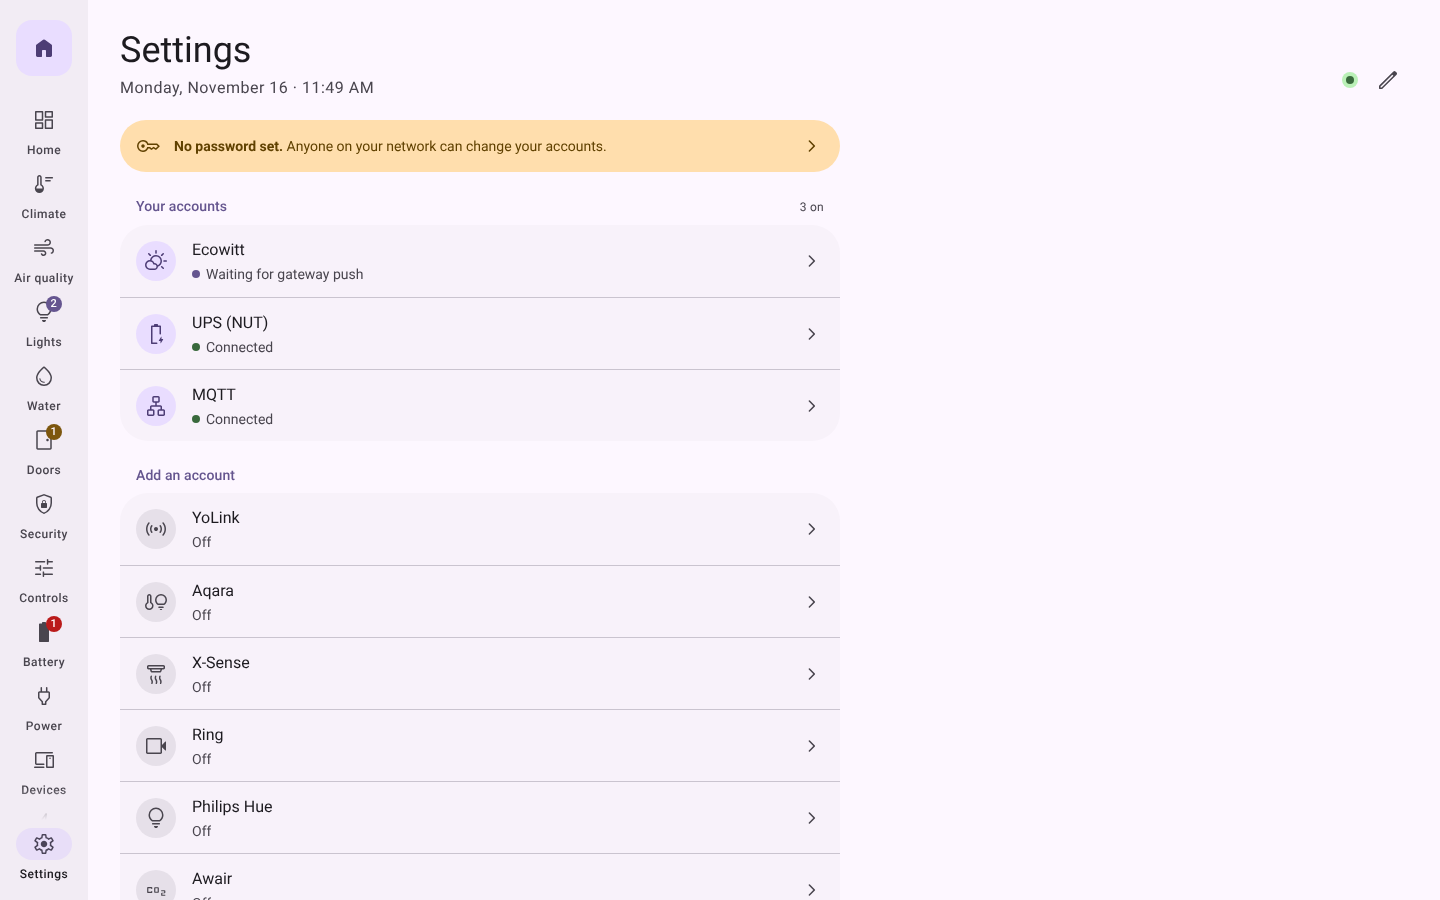 Settings
Monday, November 16 · 11:49 AM
No password set. Anyone on your network can change your accounts.
Your accounts
3 on
Ecowitt
Waiting for gateway push
UPS (NUT)
Connected
MQTT
Connected
Add an account
YoLink
Off
Aqara
Off
X-Sense
Off
Ring
Off
Philips Hue
Off
Awair
CO2
Home
Climate
Air quality
2
Lights
Water
1
Doors
Security
Controls
1
Battery
Power
Devices
Settings